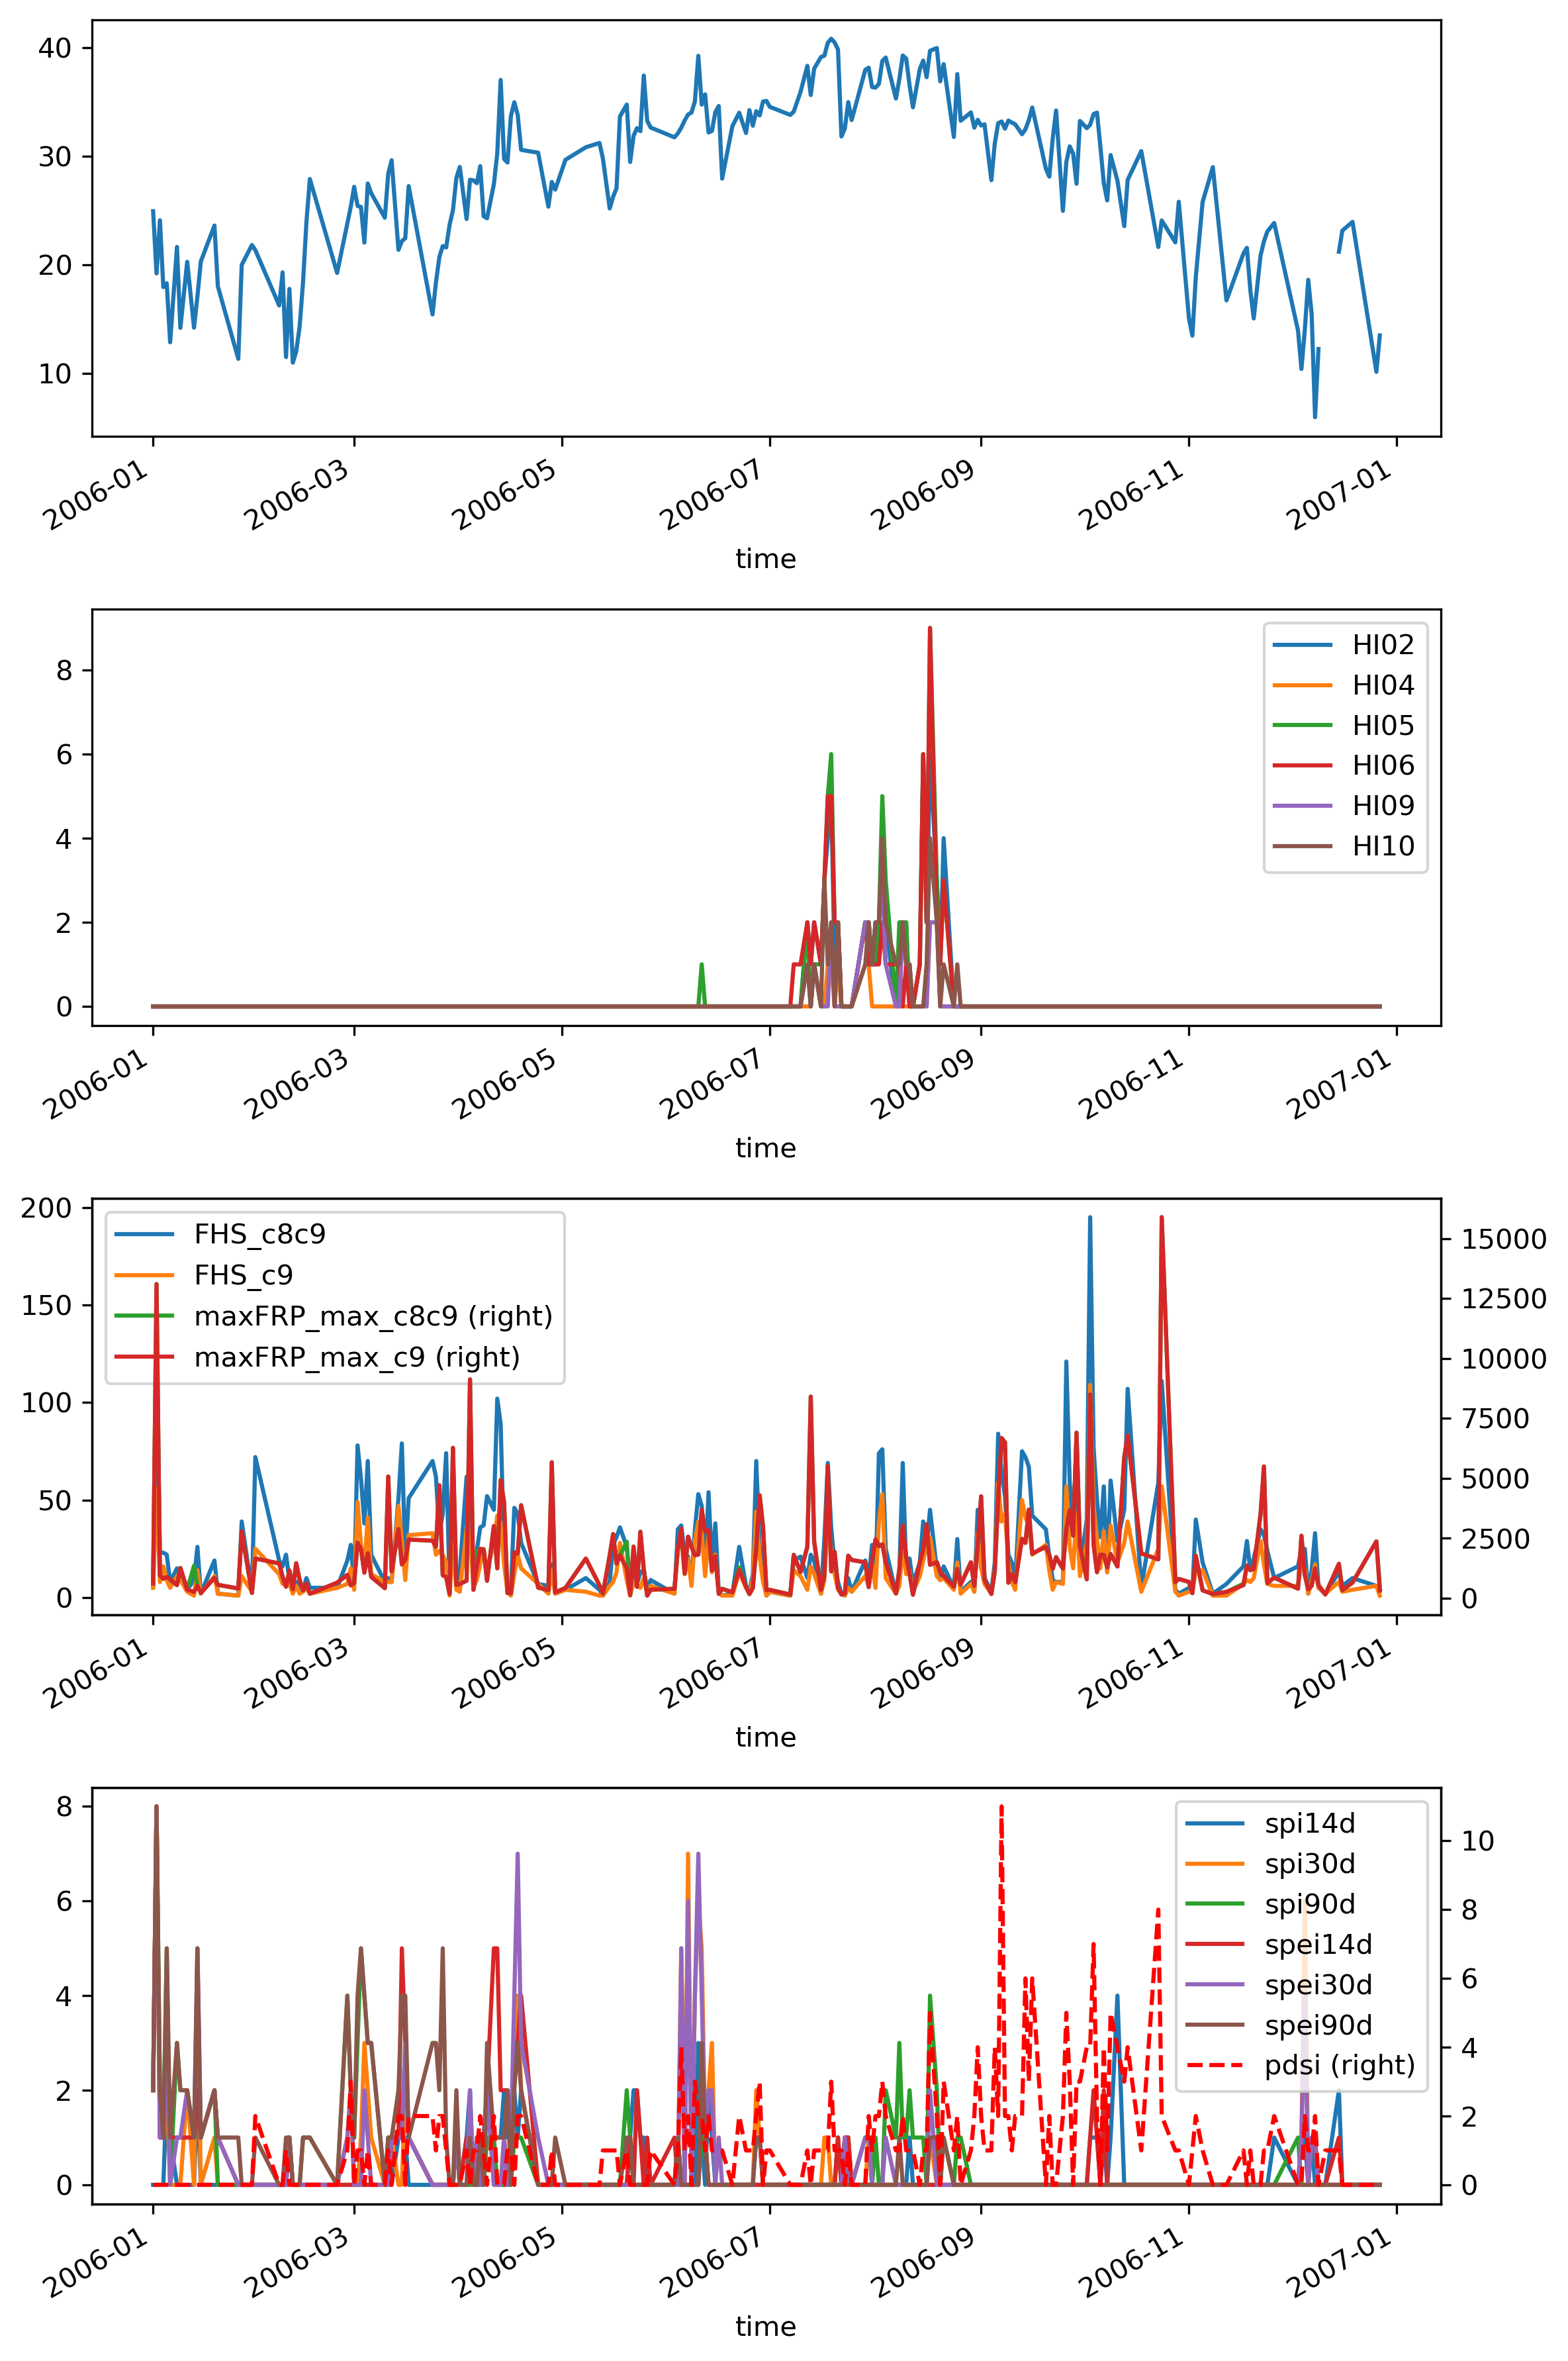 40
30
20
10
2006-01 2006-03 2006-05 2006-07 2006-09 2006-11 2007-01
time
8
6
4
2
0
HI02
HI04
HI05
HI06
HI09
HI10
2006-01 2006-03 2006-05 2006-07 2006-09 2006-11 2007-01
time
200
150
100
50
0
FHS_c8c9
FHS_c9
maxFRP_max_c8c9 (right)
maxFRP_max_c9 (right)
15000
12500
10000
7500
5000
2500
0
2006-01 2006-03 2006-05 2006-07 2006-09 2006-11 2007-01
time
8
6
4
2
0
spi14d
spi30d
spi90d
spei14d
spei30d
spei90d
pdsi (right)
10
8
6
4
2
0
2006-01 2006-03 2006-05 2006-07 2006-09 2006-11 2007-01
time